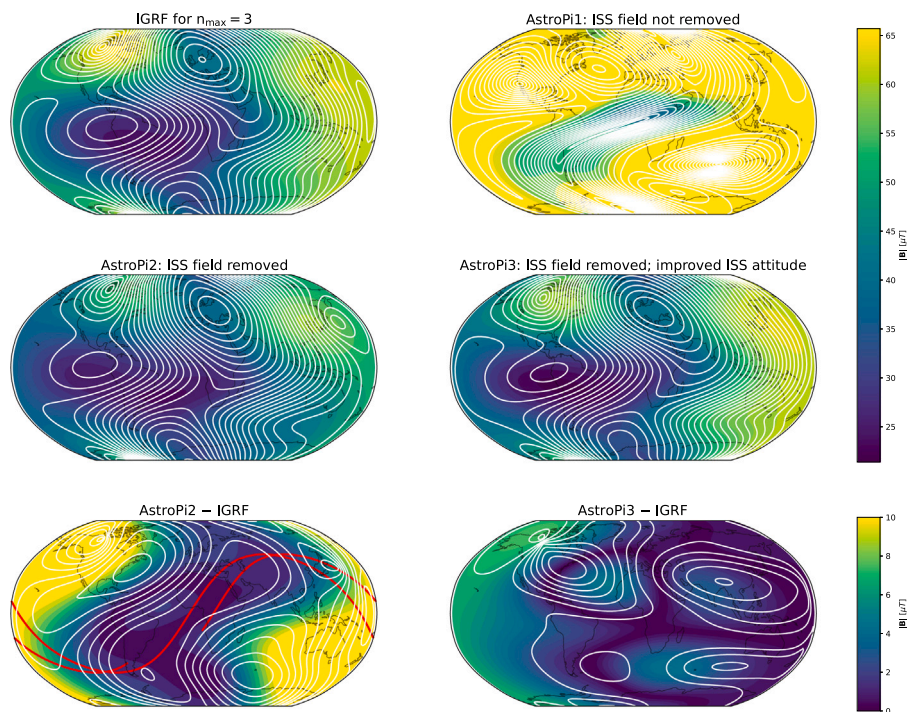 IGRF for nmax = 3
AstroPi1: ISS field not removed
65
60
55
50
45
40
35
30
25
|B| [μT]
AstroPi2: ISS field removed
AstroPi3: ISS field removed; improved ISS attitude
AstroPi2 − IGRF
AstroPi3 − IGRF
10
8
6
4
2
0
|B| [μT]